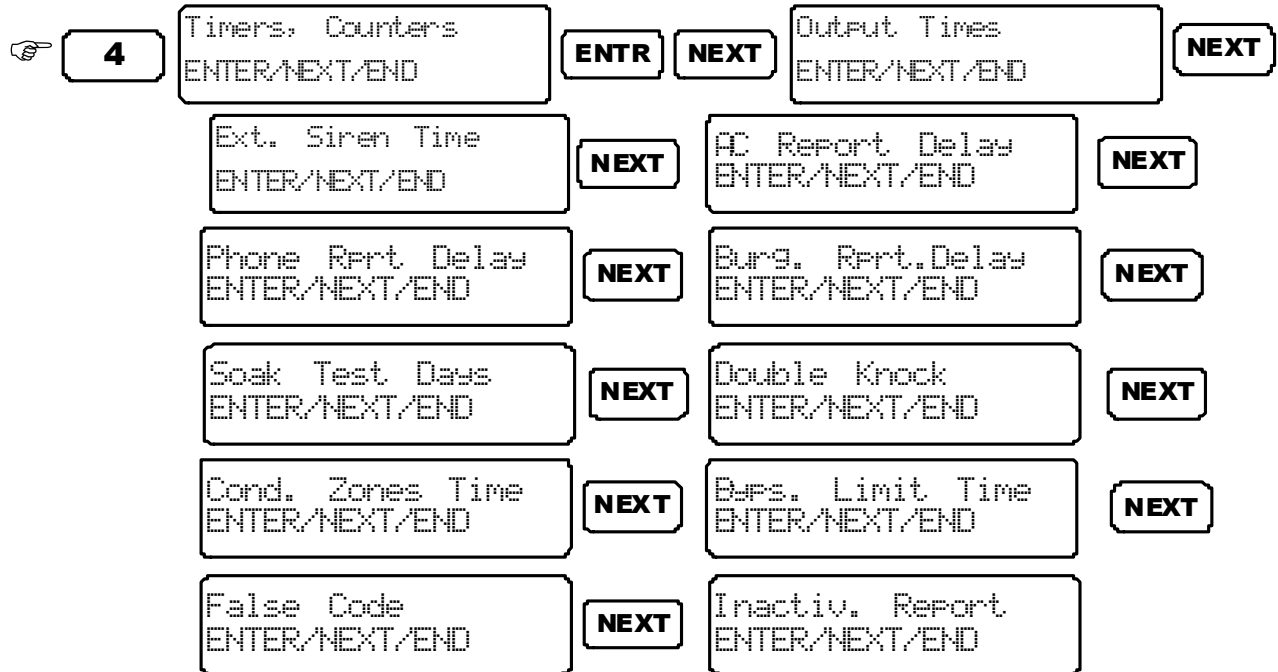 4 Timers, Counters ENTR NEXT Output Times NEXT
ENTER/NEXT/END ENTER/NEXT/END
Ext. Siren Time NEXT AC Report Delay NEXT
ENTER/NEXT/END ENTER/NEXT/END
Phone Rprt Delay NEXT Burg. Rprt.Delay NEXT
ENTER/NEXT/END ENTER/NEXT/END
Soak Test Days NEXT Double Knock NEXT
ENTER/NEXT/END ENTER/NEXT/END
Cond. Zones Time NEXT Byps. Limit Time NEXT
ENTER/NEXT/END ENTER/NEXT/END
False Code NEXT Inactiv. Report
ENTER/NEXT/END ENTER/NEXT/END